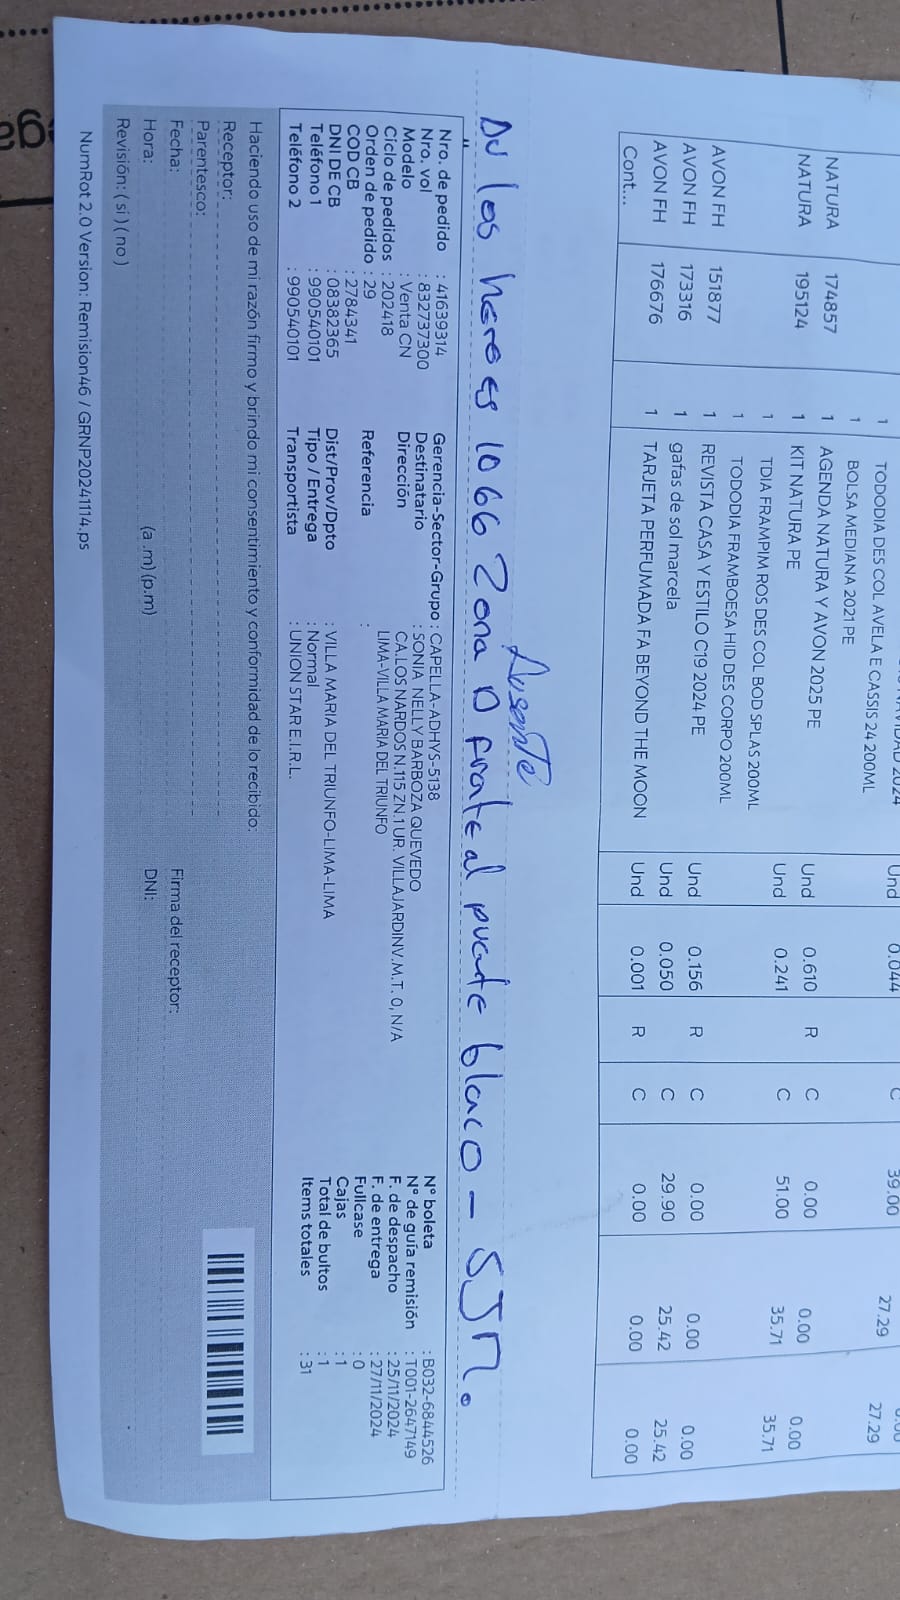 TODODIA DES COL AVELA E CASSIS 24 200ML
1 BOLSA MEDIANA 2021 PE
NATURA 174857 1 AGENDA NATURA Y AVON 2025 PE Und 0.610 R C 0.00 0.00 0.00
NATURA 195124 1 KIT NATURA PE Und 0.241 C 51.00 35.71 35.71
1 TDIA FRAMPIM ROS DES COL BOD SPLAS 200ML
1 TODODIA FRAMBOESA HID DES CORPO 200ML
AVON FH 151877 1 REVISTA CASA Y ESTILO C19 2024 PE Und 0.156 R C 0.00 0.00 0.00
AVON FH 173316 1 gafas de sol marcela Und 0.050 C 29.90 25.42 25.42
AVON FH 176676 1 TARJETA PERFUMADA FA BEYOND THE MOON Und 0.001 R C 0.00 0.00 0.00
Cont...
Ausente
Av los heroes 1066 Zona D frente al puente blanco - SJM.
Nro. de pedido : 41639314 Gerencia-Sector-Grupo : CAPELLA-ADHYS-5138 N° boleta : B032-6844526
Nro. vol : 832737300 Destinatario : SONIA NELLY BARBOZA QUEVEDO N° de guía remisión : T001-2647149
Modelo : Venta CN Dirección CA.LOS NARDOS N.115 ZN.1 UR. VILLAJARDINV.M.T. 0, N/A F. de despacho : 25/11/2024
Ciclo de pedidos : 202418 LIMA-VILLA MARIA DEL TRIUNFO F. de entrega : 27/11/2024
Orden de pedido : 29 Referencia : Fullcase : 0
COD CB : 2784341 Cajas : 1
DNI DE CB : 08382365 Dist/Prov/Dpto : VILLA MARIA DEL TRIUNFO-LIMA-LIMA Total de bultos : 1
Teléfono 1 : 990540101 Tipo / Entrega : Normal Items totales : 31
Teléfono 2 : 990540101 Transportista : UNION STAR E.I.R.L.
Haciendo uso de mi razón firmo y brindo mi consentimiento y conformidad de lo recibido:
Receptor:
Parentesco:
Fecha: Firma del receptor:
Hora: (a .m) (p.m) DNI:
Revisión: ( si ) ( no )
NumRot 2.0 Version: Remision46 / GRNP20241114.ps